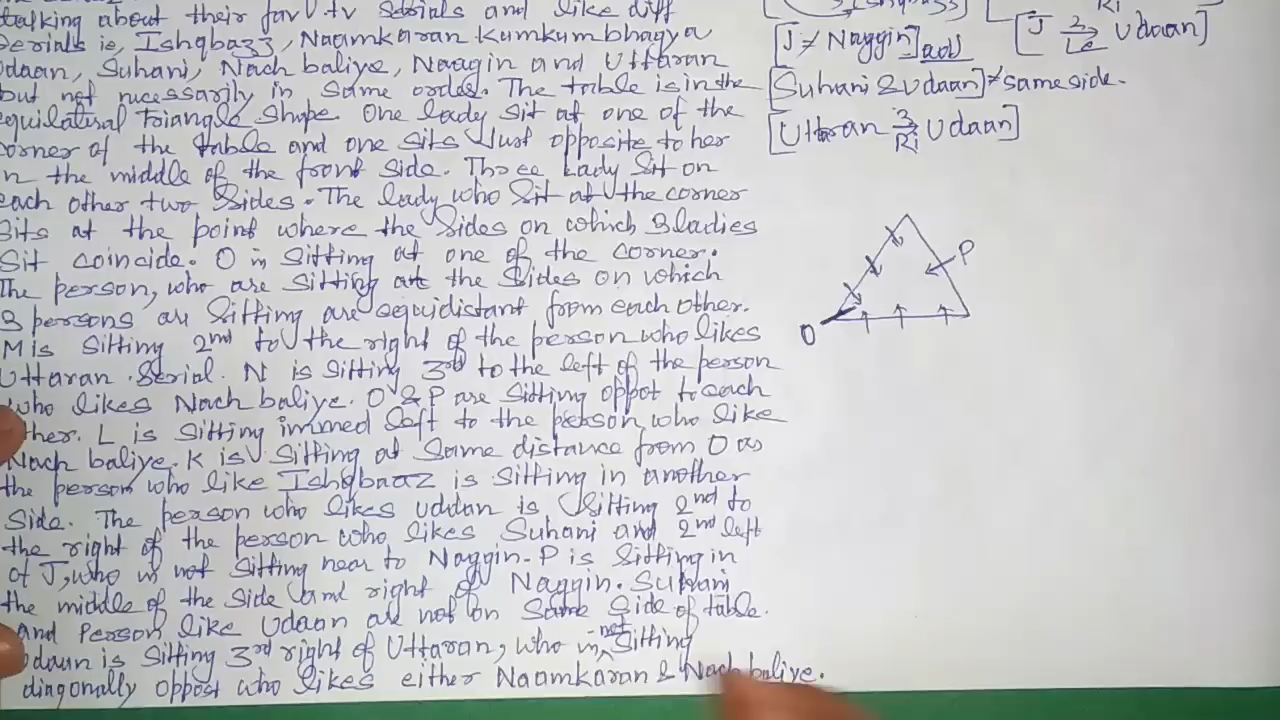 talking about their fav tv serials and like diff
serials ie, Ishqbazz, Naamkaran Kumkumbhagya
Udaan, Suhani, Nach baliye, Naagin and Uttaran
but not necessarily in same order. The table is in the
equilateral Triangle shape. One lady sit at one of the
corner of the table and one sits Just opposite to her
in the middle of the front side. Three Lady Sit on
each other two sides. The lady who Sit at the corner
Sits at the point where the sides on which 3 ladies
Sit coincide. O is sitting at one of the corner.
The person, who are sitting at the sides on which
3 persons are sitting are equidistant from each other.
M is sitting 2nd to the right of the person who likes
Uttaran Serial. N is sitting 3rd to the left of the person
who likes Nach baliye. O & P are sitting oppot to each
other. L is sitting immed left to the person, who like
Nach baliye. K is sitting at same distance from O as
the person who like Ishqbaaz is sitting in another
Side. The person who likes uddan is sitting 2nd to
the right of the person who likes Suhani and 2nd left
of J, who is not sitting near to Naggin. P is sitting in
the middle of the side and right of Naggin. Suhani
and Person like Udaan are not on same side of table.
Udaan is sitting 3rd right of Uttaran, who is not sitting
diagonally oppost who likes either Naamkaran & Nach baliye.
[J ≠ Naggin] adj
[J 2/Le Udaan]
[Suhani & Udaan] ≠ same side.
[Uttaran 3/Ri Udaan]
P
O